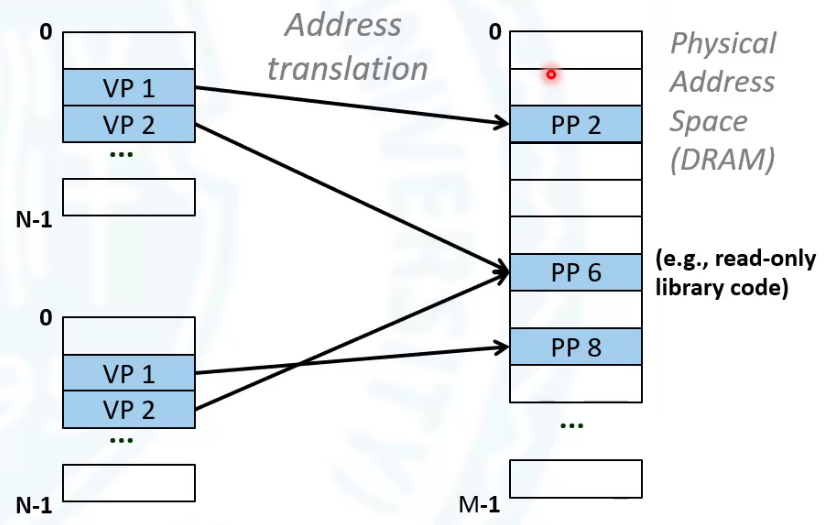 0
VP 1
VP 2
...
N-1
Address
translation
0
PP 2
PP 6
PP 8
...
M-1
Physical
Address
Space
(DRAM)
(e.g., read-only
library code)
0
VP 1
VP 2
...
N-1